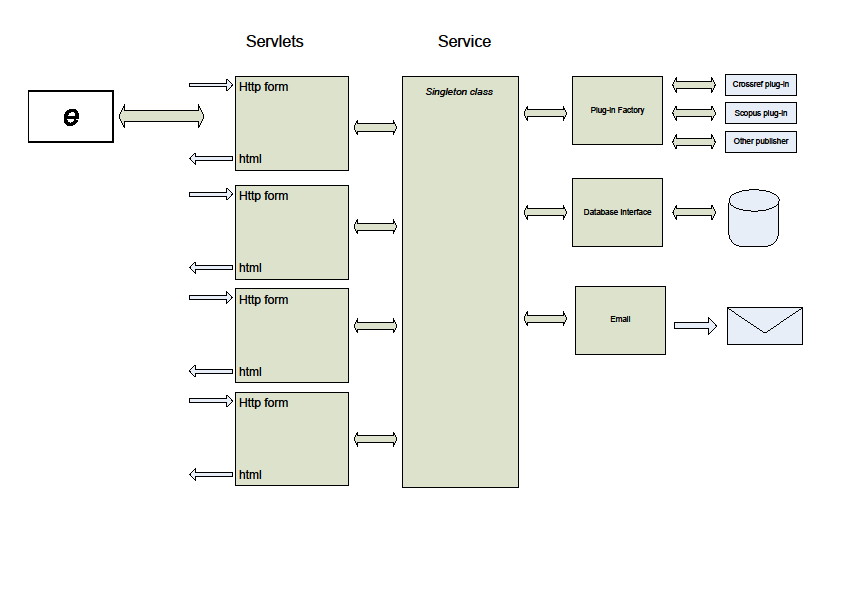 Servlets
Service
e
Http form
html
Http form
html
Http form
html
Http form
html
Singleton class
Plug-in Factory
Crossref plug-in
Scopus plug-in
Other publisher
Database Interface
Email